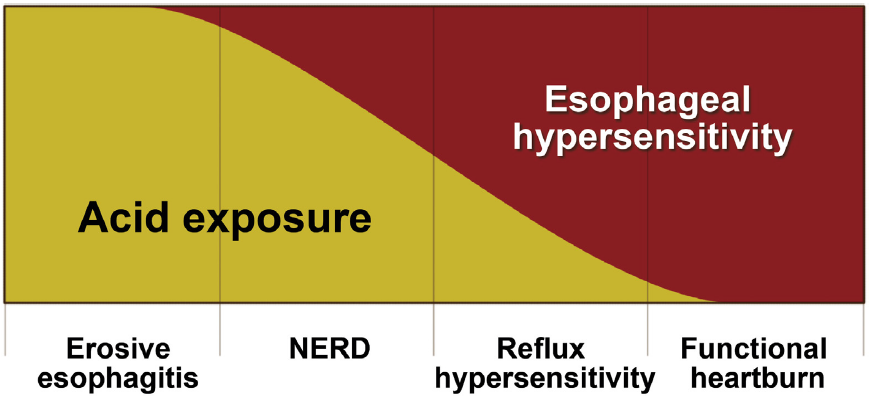 Esophageal
hypersensitivity
Acid exposure
Erosive
esophagitis
NERD
Reflux
hypersensitivity
Functional
heartburn